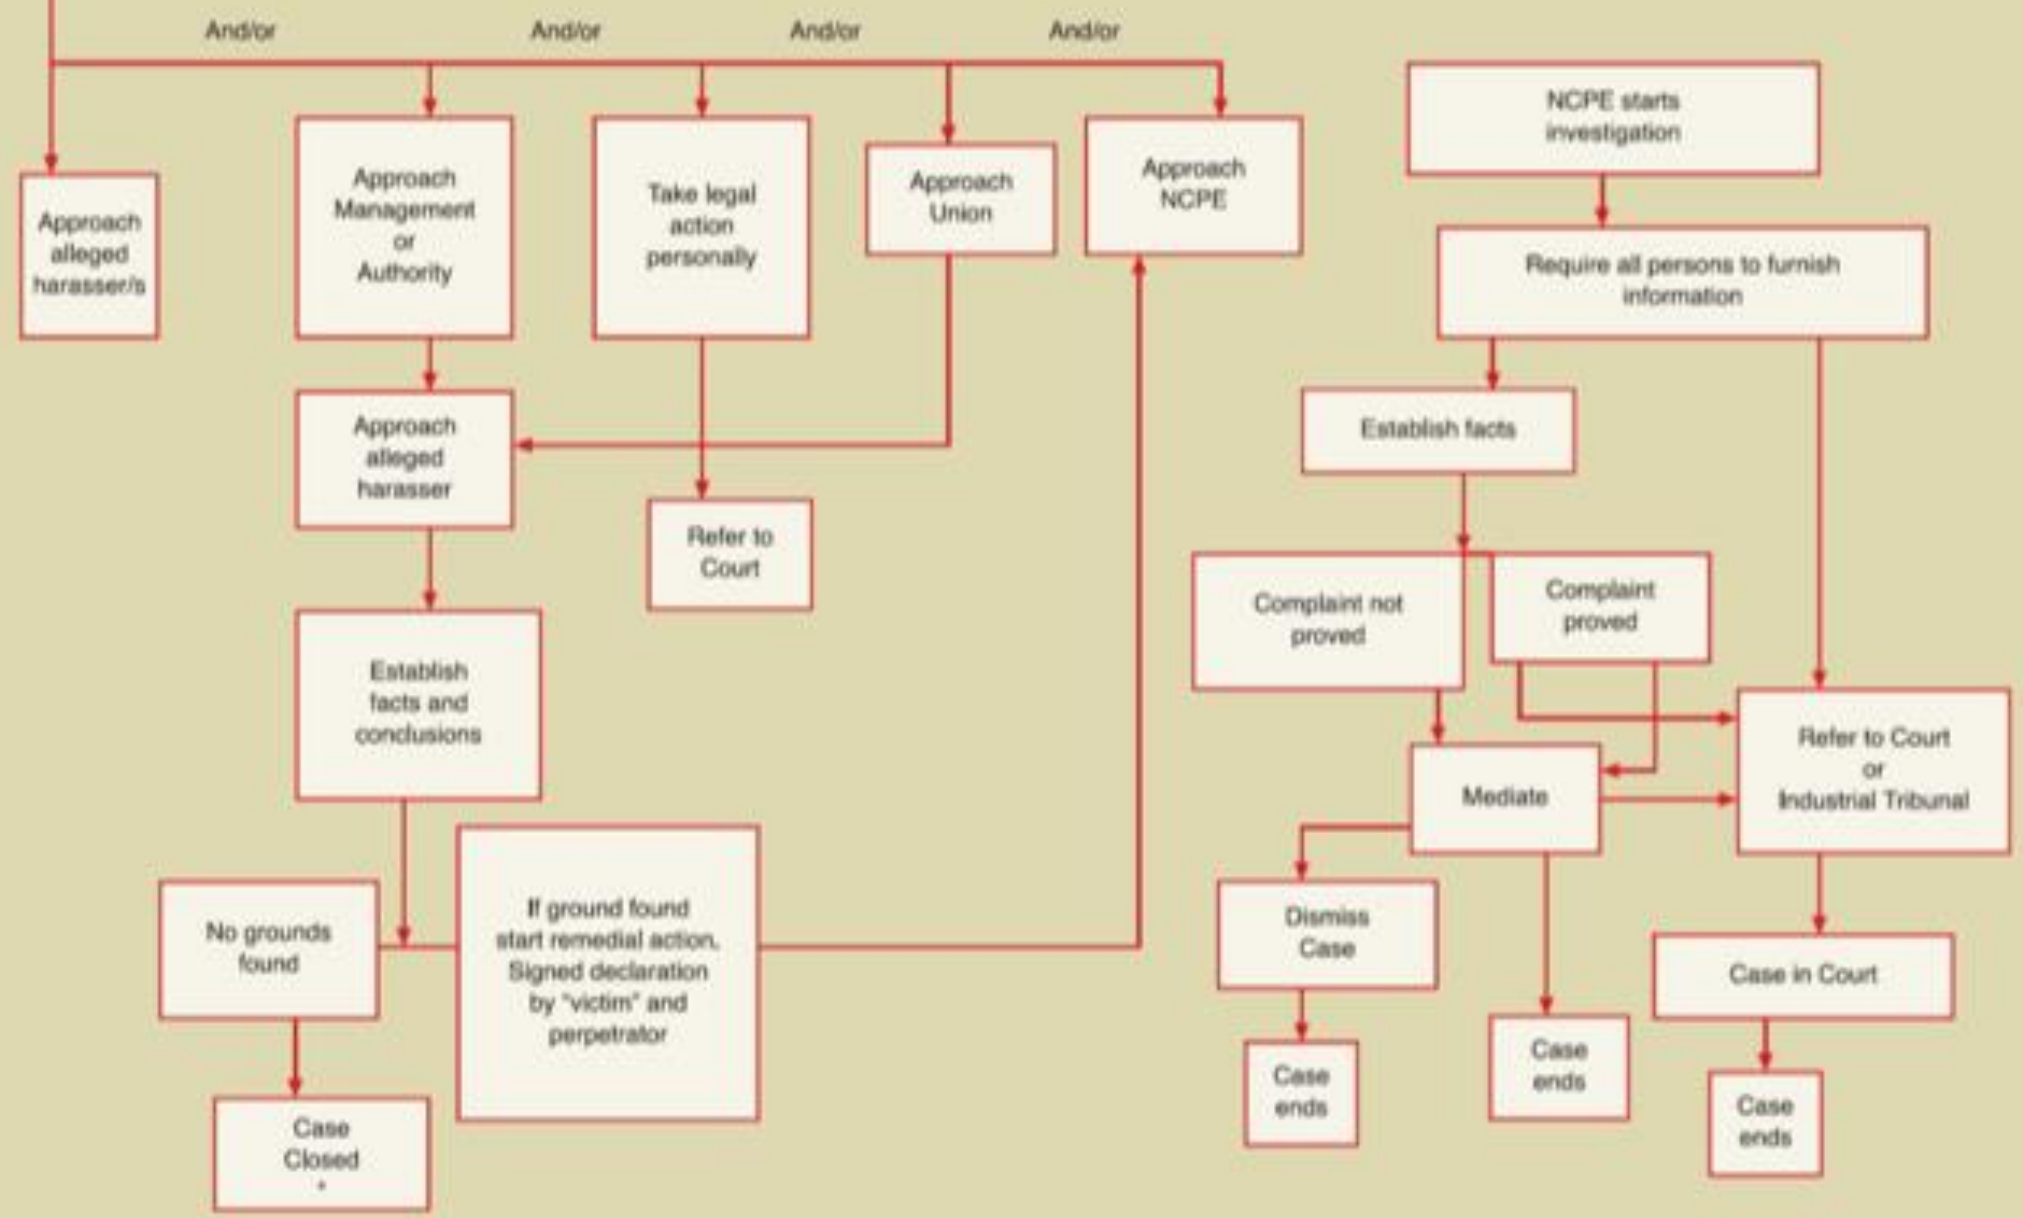 And/or
And/or
And/or
And/or
Approach
alleged
harasser/s
Approach
Management
or
Authority
Take legal
action
personally
Approach
Union
Approach
NCPE
Approach
alleged
harasser
Refer to
Court
Establish
facts and
conclusions
No grounds
found
If ground found
start remedial action.
Signed declaration
by "victim" and
perpetrator
Case
Closed
*
NCPE starts
investigation
Require all persons to furnish
information
Establish facts
Complaint not
proved
Complaint
proved
Mediate
Refer to Court
or
Industrial Tribunal
Dismiss
Case
Case in Court
Case
ends
Case
ends
Case
ends